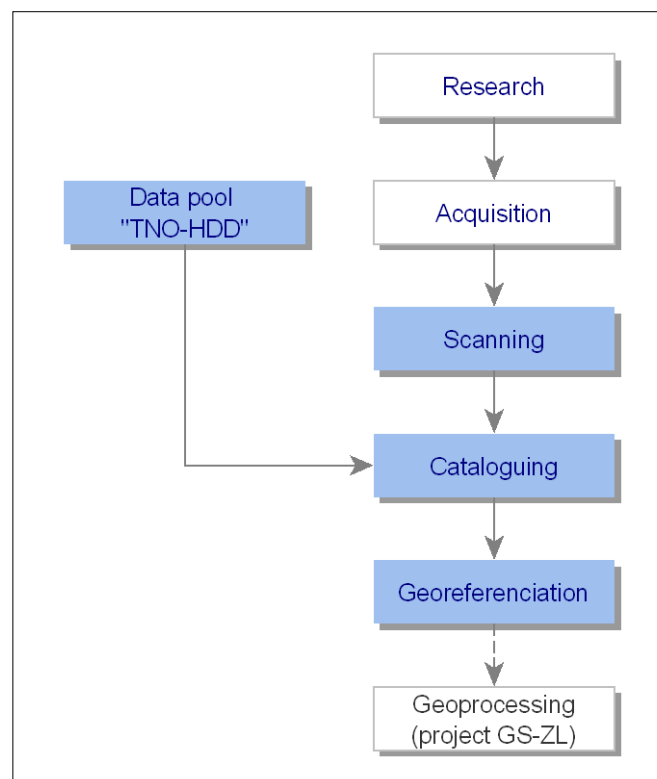 Research
Data pool
"TNO-HDD"
Acquisition
Scanning
Cataloguing
Georeferenciation
Geoprocessing
(project GS-ZL)